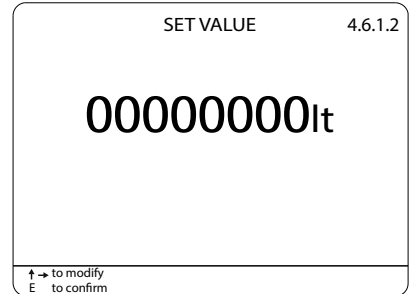 SET VALUE 4.6.1.2
00000000lt
↑ → to modify
E to confirm